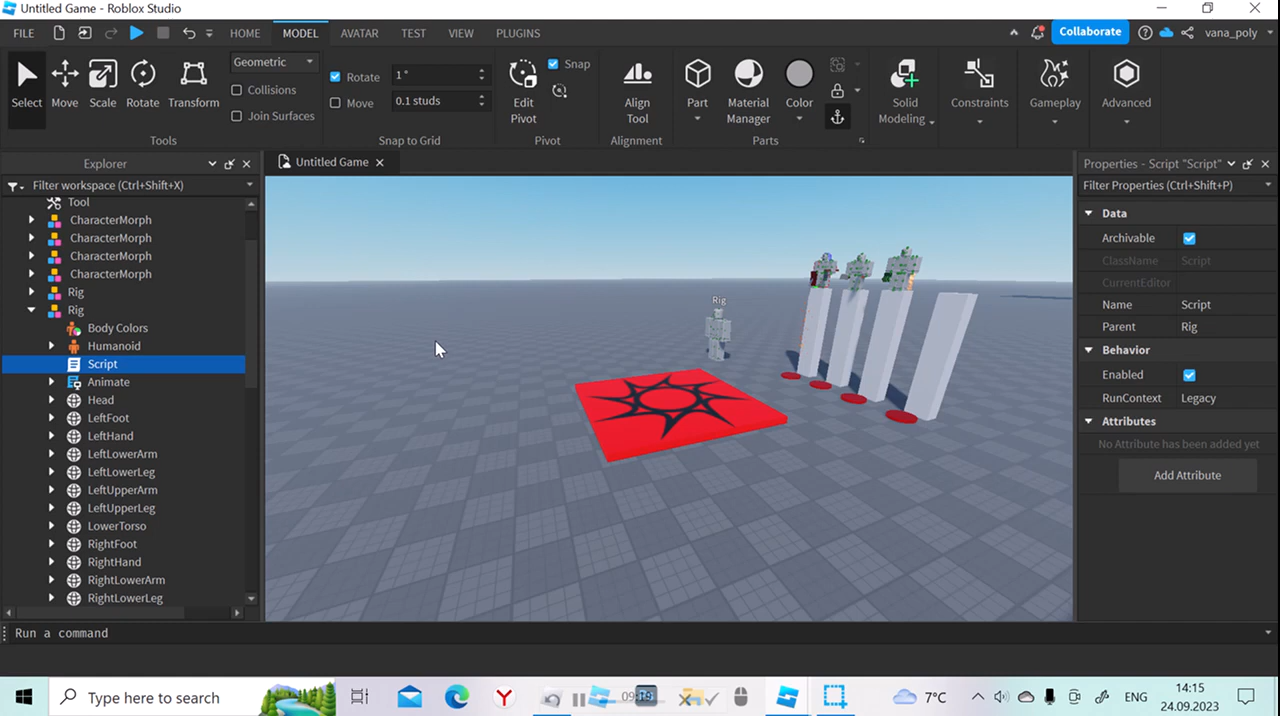 Untitled Game - Roblox Studio
FILE HOME MODEL AVATAR TEST VIEW PLUGINS Collaborate vana_poly
Select Move Scale Rotate Transform
Geometric
Collisions
Join Surfaces
Tools
Rotate 1 °
Move 0.1 studs
Snap to Grid
Edit Pivot
Snap
Pivot
Align Tool
Alignment
Part Material Manager Color
Parts
Solid Modeling
Constraints
Gameplay
Advanced
Explorer
Untitled Game
Properties - Script "Script"
Filter workspace (Ctrl+Shift+X)
Filter Properties (Ctrl+Shift+P)
Tool
CharacterMorph
CharacterMorph
CharacterMorph
CharacterMorph
Rig
Rig
Body Colors
Humanoid
Script
Animate
Head
LeftFoot
LeftHand
LeftLowerArm
LeftLowerLeg
LeftUpperArm
LeftUpperLeg
LowerTorso
RightFoot
RightHand
RightLowerArm
RightLowerLeg
Rig
Data
Archivable
ClassName Script
CurrentEditor
Name Script
Parent Rig
Behavior
Enabled
RunContext Legacy
Attributes
No Attribute has been added yet
Add Attribute
Run a command
Type here to search
7°C
ENG
14:15
24.09.2023